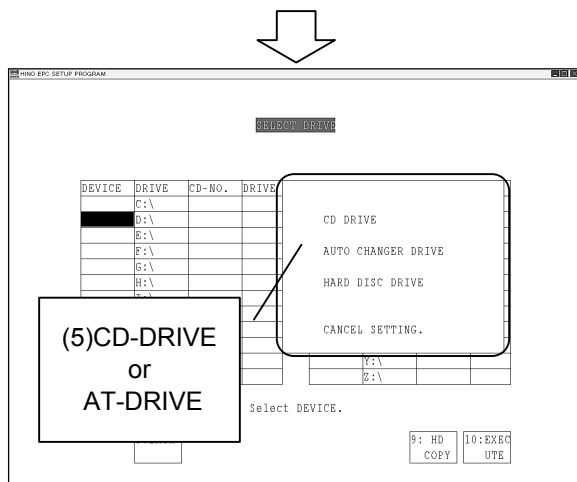 HINO EPC SETUP PROGRAM
SELECT DRIVE
DEVICE DRIVE CD-NO. DRIVE
C:\
D:\
E:\
F:\
G:\
H:\
CD DRIVE
AUTO CHANGER DRIVE
HARD DISC DRIVE
CANCEL SETTING.
Y:\
Z:\
(5)CD-DRIVE
or
AT-DRIVE
Select DEVICE.
9: HD
COPY
10:EXEC
UTE